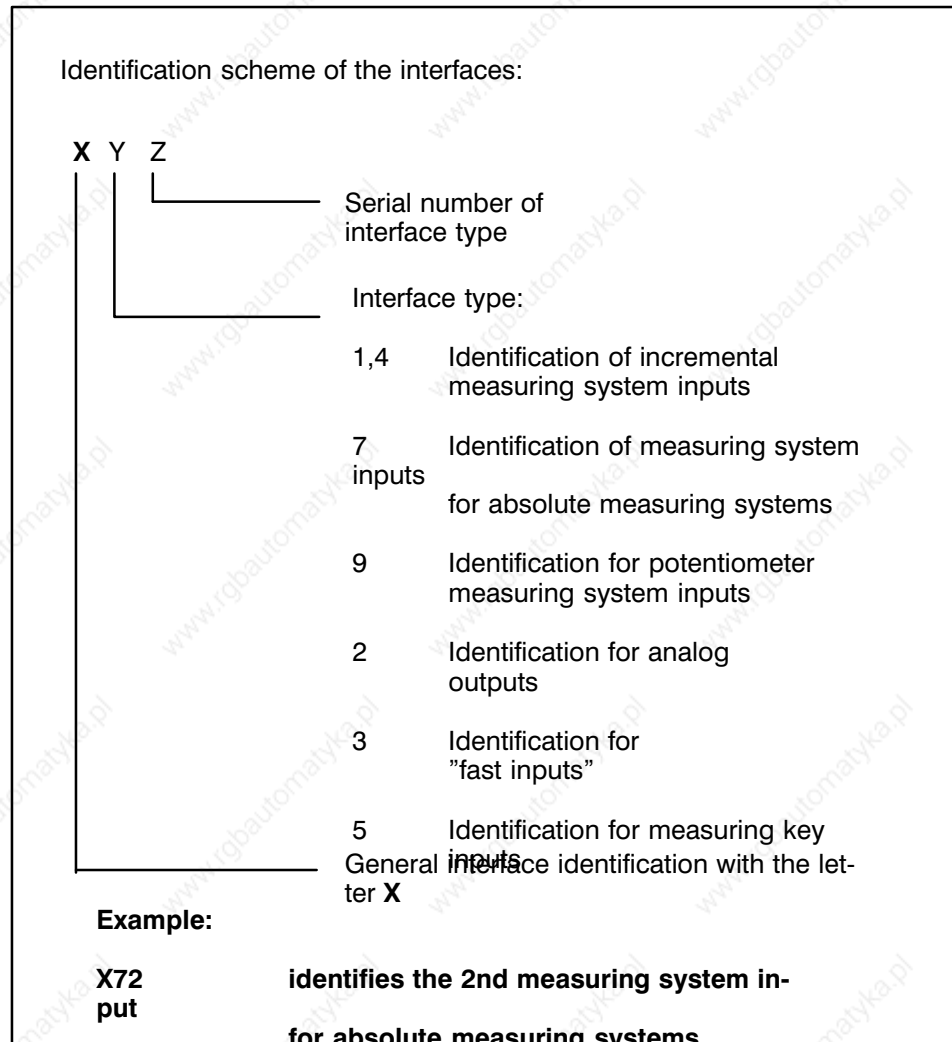 Identification scheme of the interfaces:
X Y Z
Serial number of
interface type
Interface type:
1,4 Identification of incremental
measuring system inputs
7 Identification of measuring system
inputs
for absolute measuring systems
9 Identification for potentiometer
measuring system inputs
2 Identification for analog
outputs
3 Identification for
”fast inputs”
5 Identification for measuring key
inputs
General interface identification with the let-
ter X
Example:
X72 identifies the 2nd measuring system in-
put
for absolute measuring systems
www.rgbautomatyka.pl